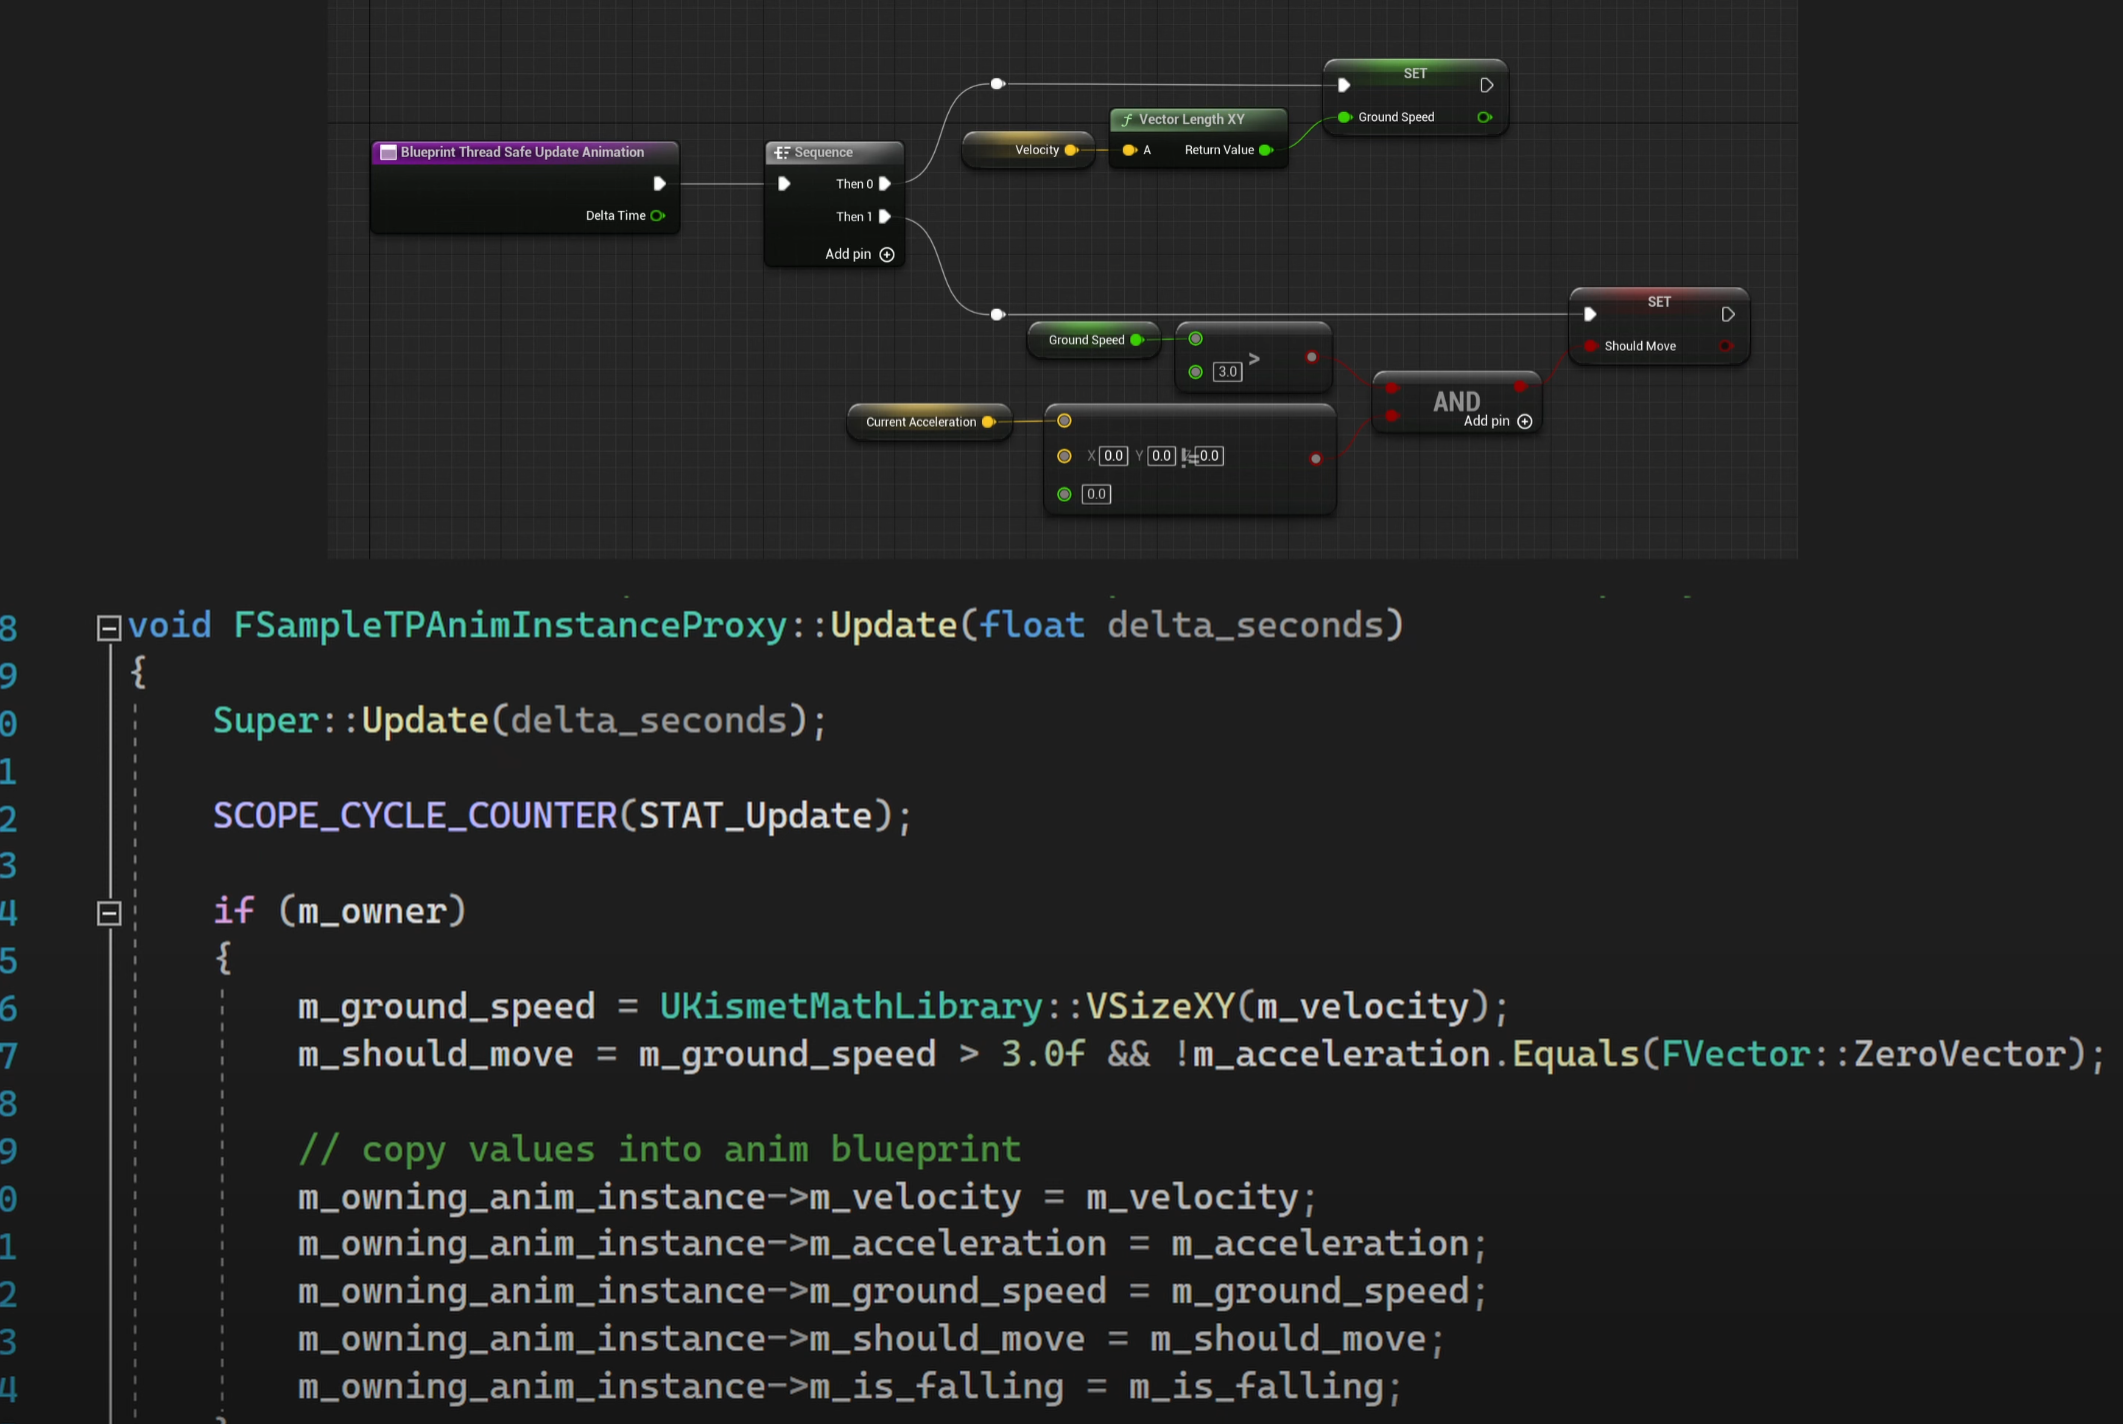 SET
Ground Speed
Vector Length XY
Velocity
A Return Value
Blueprint Thread Safe Update Animation
Delta Time
Sequence
Then 0
Then 1
Add pin
SET
Should Move
Ground Speed
3.0 >
AND
Add pin
Current Acceleration
X 0.0 Y 0.0 != 0.0
0.0
8 void FSampleTPAnimInstanceProxy::Update(float delta_seconds)
9 {
0 Super::Update(delta_seconds);
1
2 SCOPE_CYCLE_COUNTER(STAT_Update);
3
4 if (m_owner)
5 {
6 m_ground_speed = UKismetMathLibrary::VSizeXY(m_velocity);
7 m_should_move = m_ground_speed > 3.0f && !m_acceleration.Equals(FVector::ZeroVector);
8
9 // copy values into anim blueprint
0 m_owning_anim_instance->m_velocity = m_velocity;
1 m_owning_anim_instance->m_acceleration = m_acceleration;
2 m_owning_anim_instance->m_ground_speed = m_ground_speed;
3 m_owning_anim_instance->m_should_move = m_should_move;
4 m_owning_anim_instance->m_is_falling = m_is_falling;